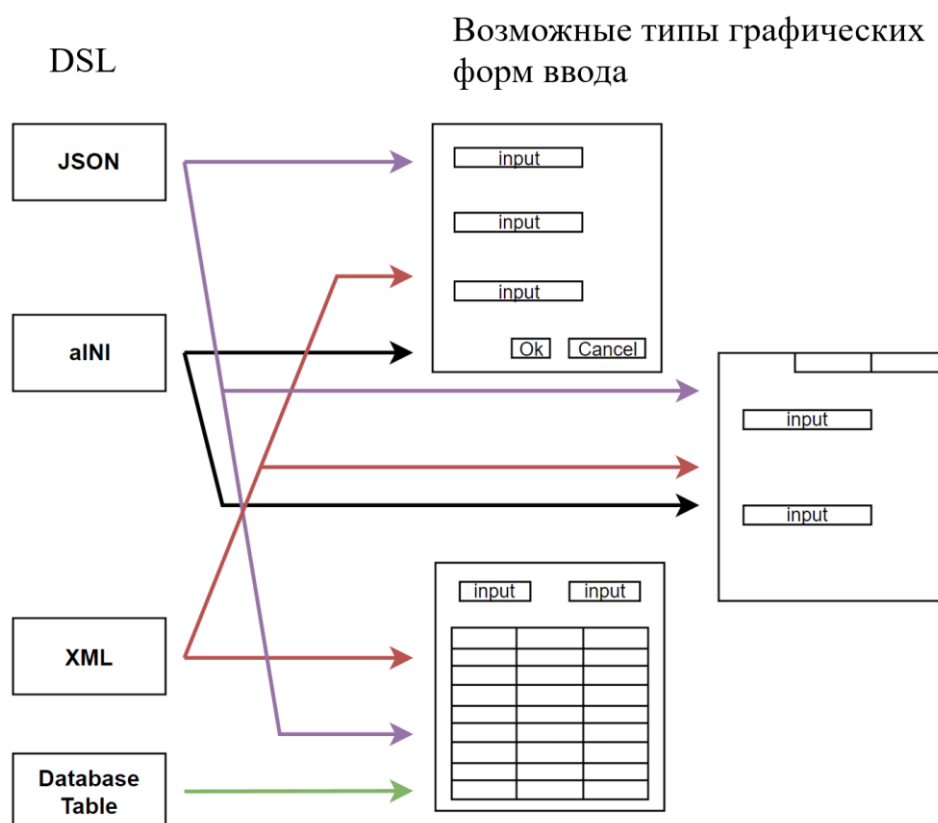 DSL
Возможные типы графических
форм ввода
JSON
input
input
input
aINI
Ok
Cancel
input
input
input
input
XML
Database
Table